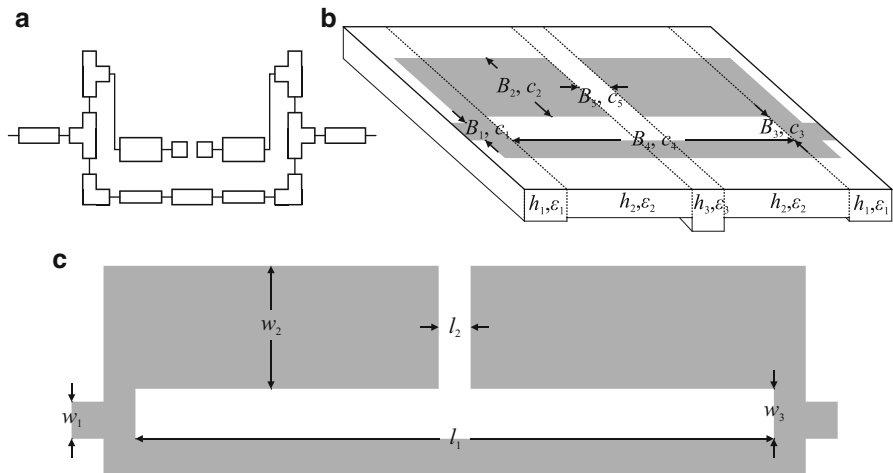 a
b
B₂, c₂
B₅, c₅
B₁, c₁
B₃, c₃
B₄, c₄
h₁,ε₁
h₂,ε₂
h₃,ε₃
h₂,ε₂
h₁,ε₁
c
w₂
l₂
w₁
w₃
l₁